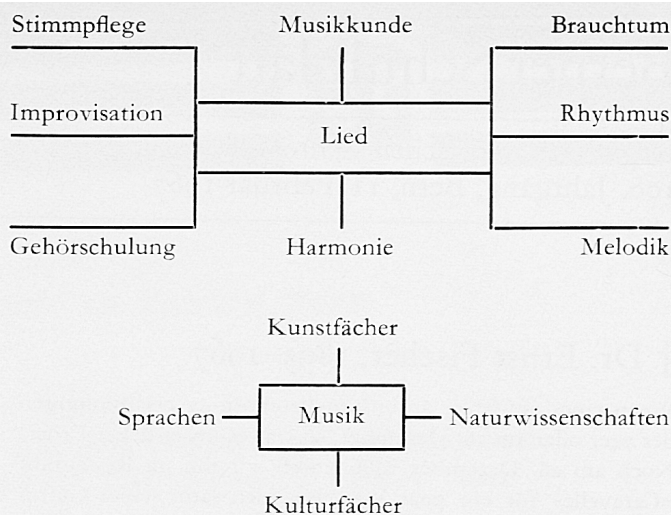 Stimmpflege Musikkunde Brauchtum
Improvisation Rhythmus
Lied
Gehörschulung Harmonie Melodik
Kunstfächer
Sprachen Musik Naturwissenschaften
Kulturfächer